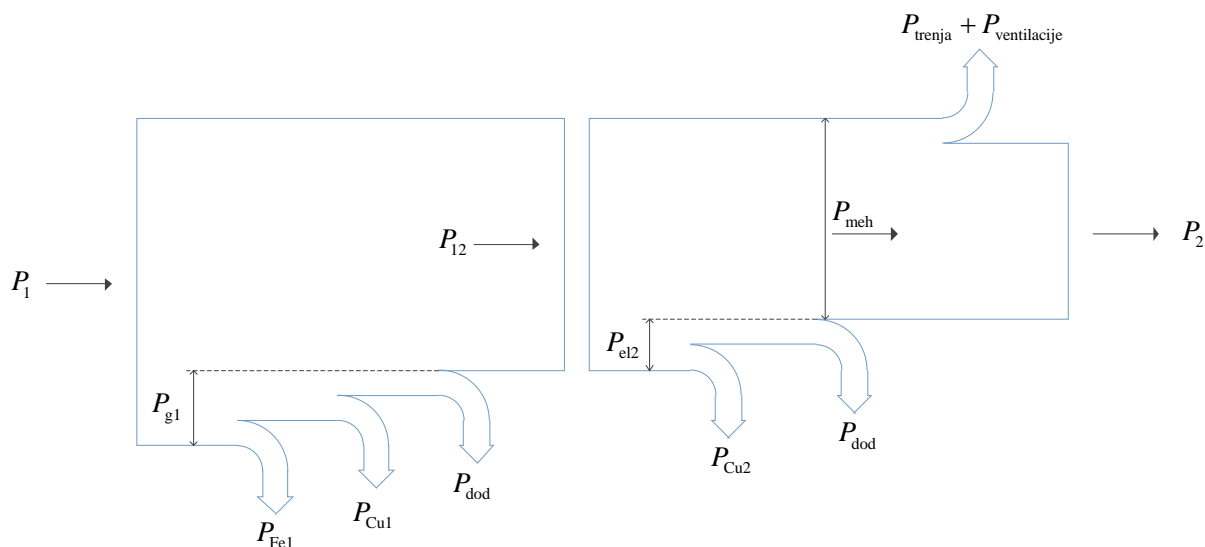 P_trenja + P_ventilacije
P_meh
P_12
P_2
P_1
P_el2
P_g1
P_dod
P_Cu2
P_dod
P_Cu1
P_Fe1